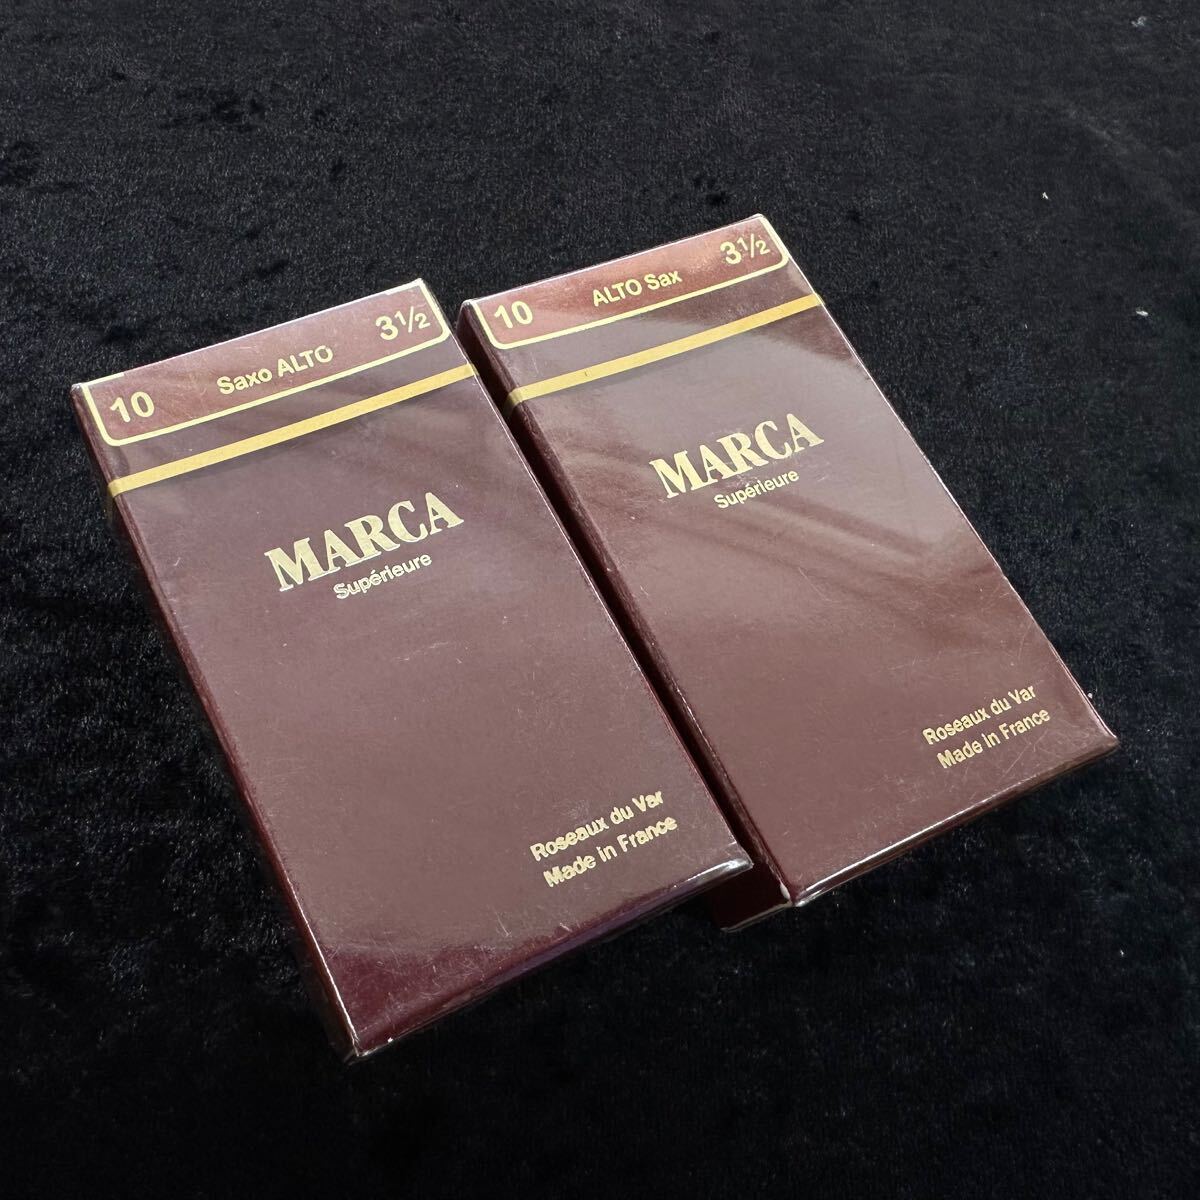 10 Saxo ALTO 3½
MARCA
Supérieure
Roseaux du Var
Made in France
10 ALTO Sax 3½
MARCA
Supérieure
Roseaux du Var
Made in France